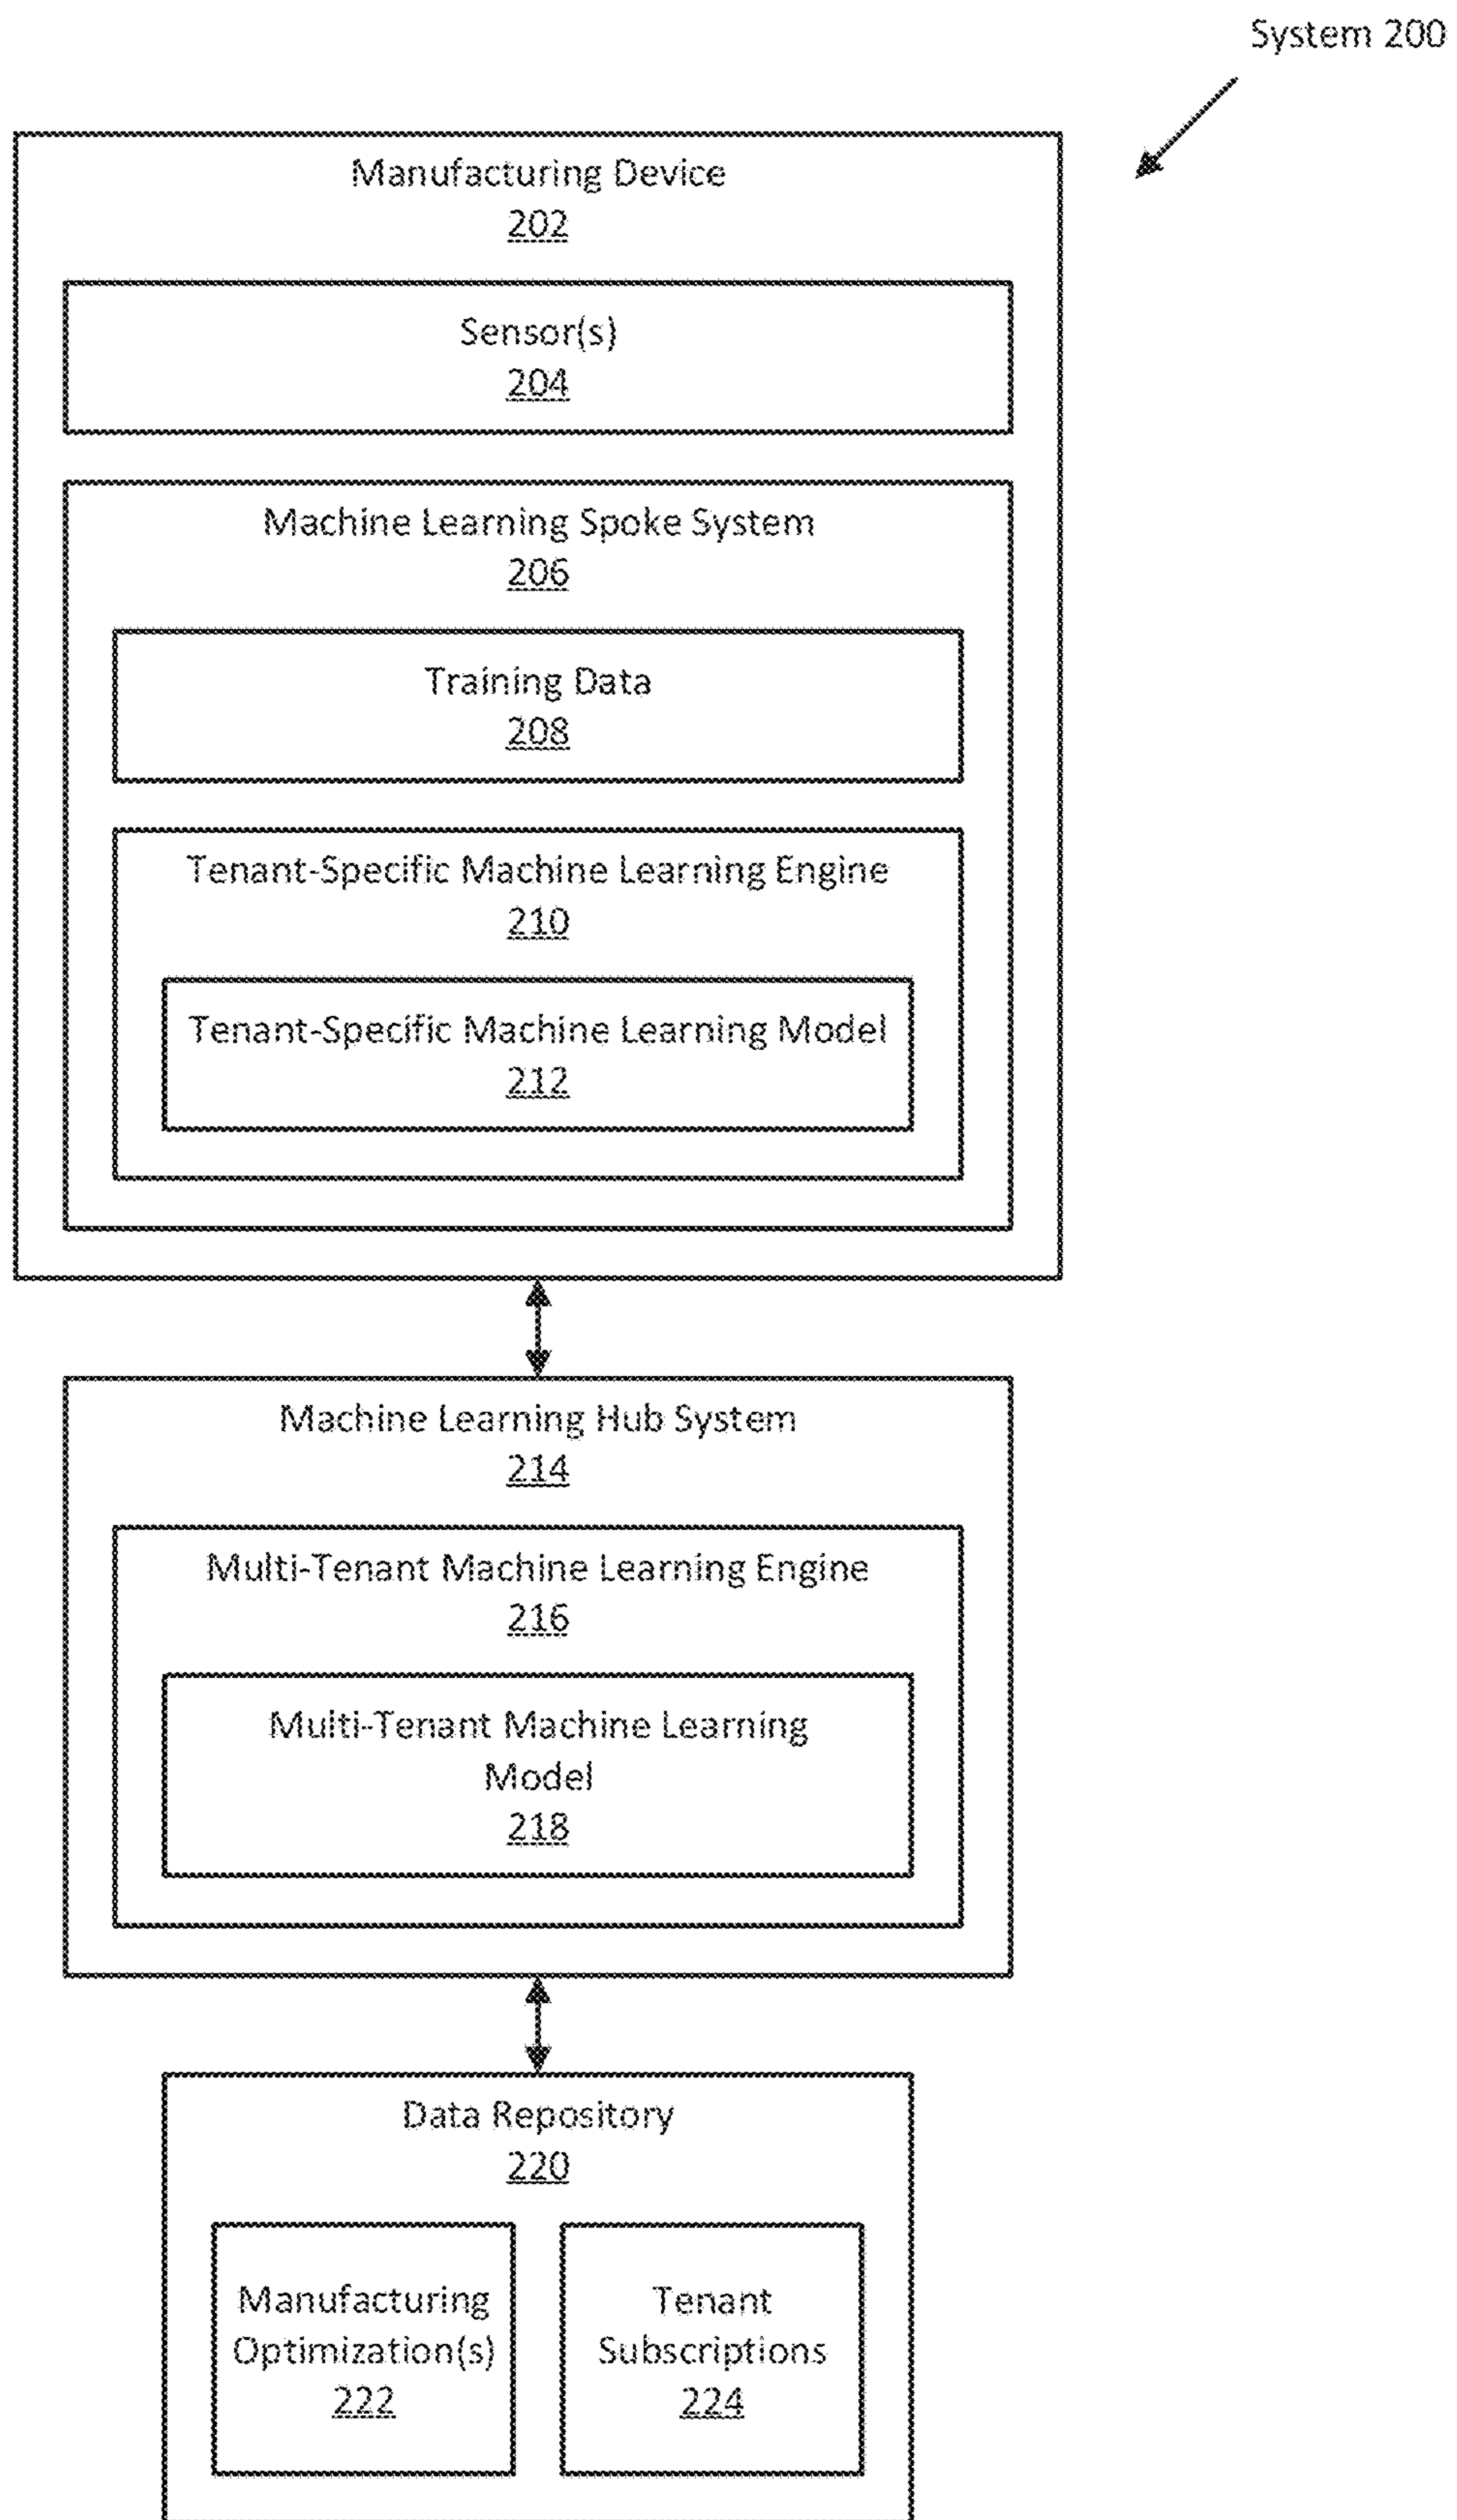 System 200
Manufacturing Device
202
Sensor(s)
204
Machine Learning Spoke System
206
Training Data
208
Tenant-Specific Machine Learning Engine
210
Tenant-Specific Machine Learning Model
212
Machine Learning Hub System
214
Multi-Tenant Machine Learning Engine
216
Multi-Tenant Machine Learning
Model
218
Data Repository
220
Manufacturing
Optimization(s)
222
Tenant
Subscriptions
224